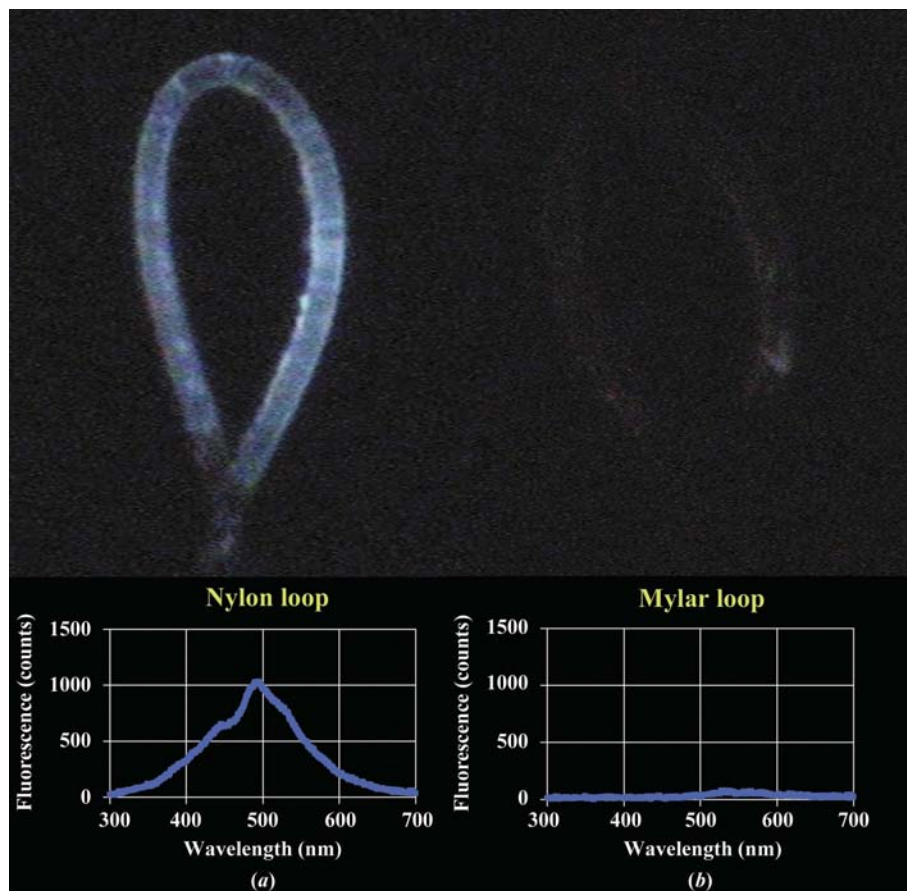 Nylon loop
Mylar loop
1500
1000
500
0
Fluorescence (counts)
300 400 500 600 700
Wavelength (nm)
(a)
1500
1000
500
0
Fluorescence (counts)
300 400 500 600 700
Wavelength (nm)
(b)